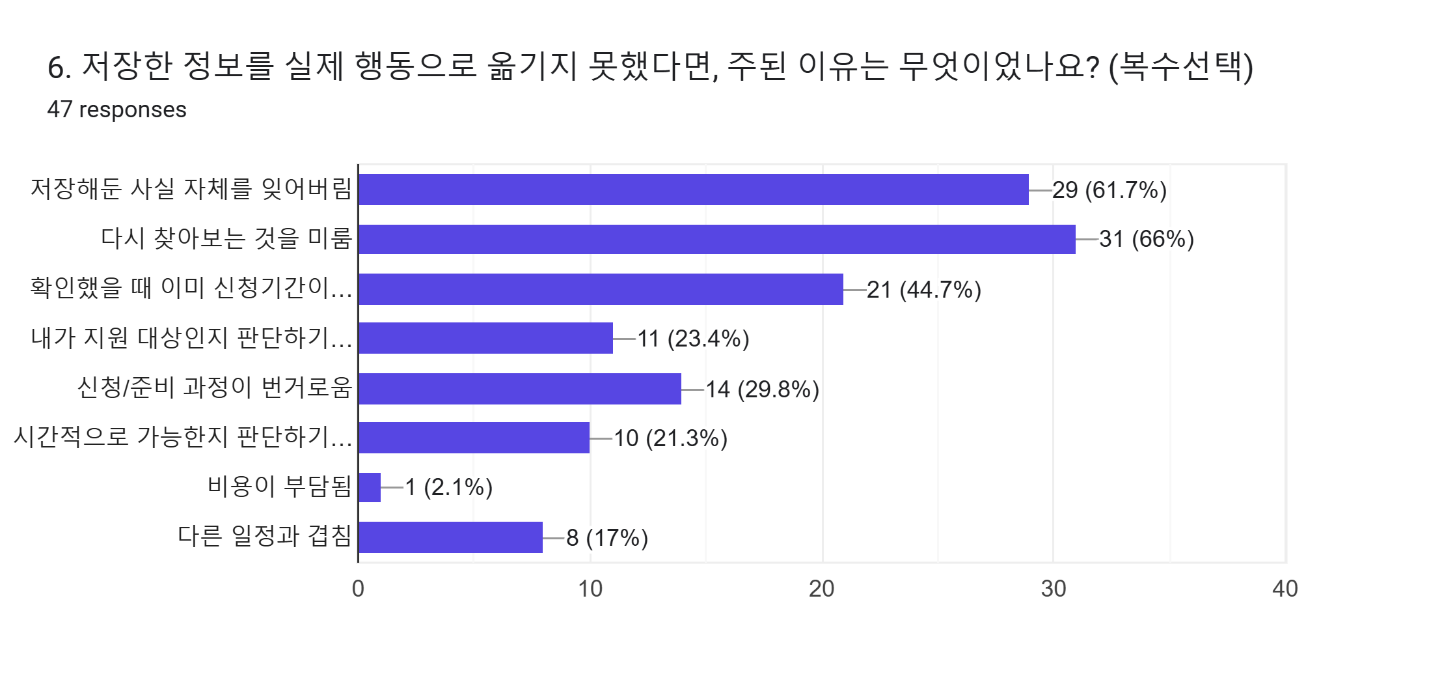 6. 저장한 정보를 실제 행동으로 옮기지 못했다면, 주된 이유는 무엇이었나요? (복수선택)
47 responses
저장해둔 사실 자체를 잊어버림
29 (61.7%)
다시 찾아보는 것을 미룸
31 (66%)
확인했을 때 이미 신청기간이…
21 (44.7%)
내가 지원 대상인지 판단하기…
11 (23.4%)
신청/준비 과정이 번거로움
14 (29.8%)
시간적으로 가능한지 판단하기…
10 (21.3%)
비용이 부담됨
1 (2.1%)
다른 일정과 겹침
8 (17%)
0 10 20 30 40